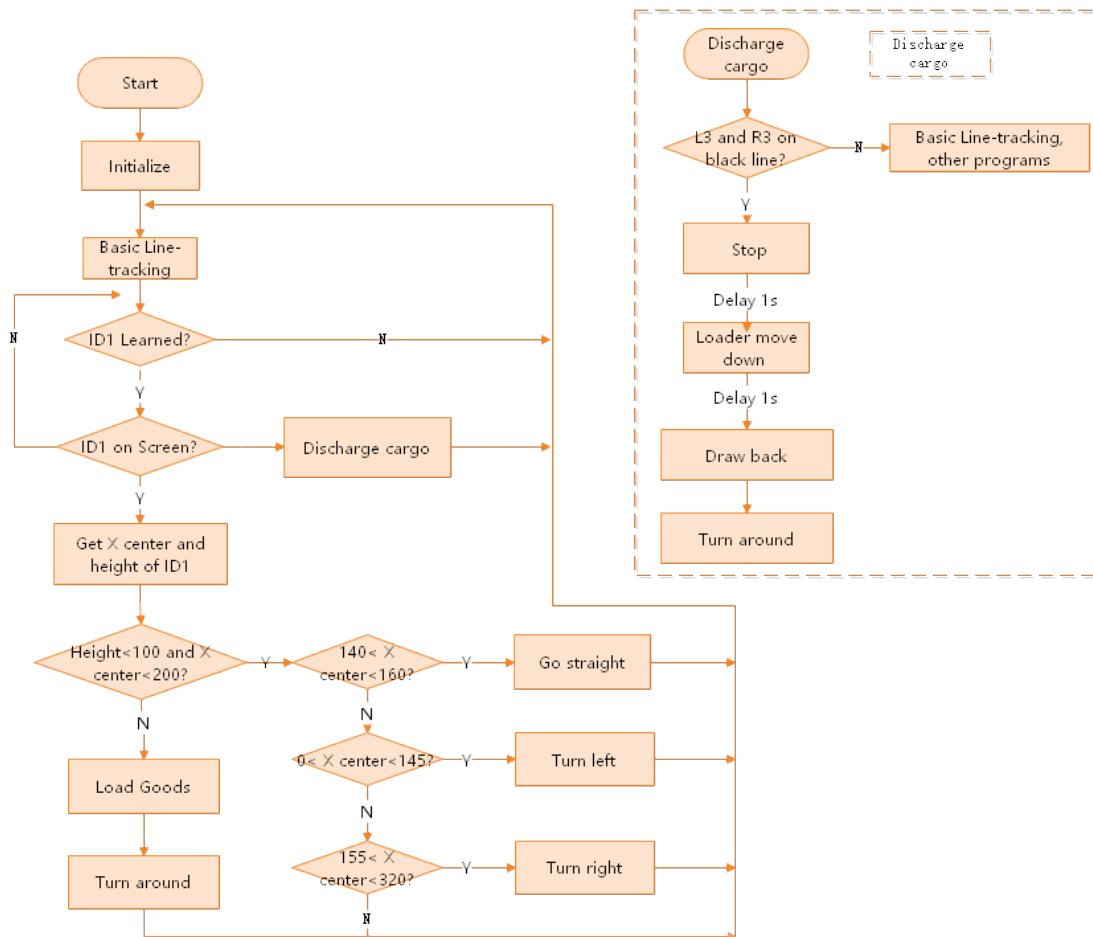 Start
Initialize
Basic Line-
tracking
ID1 Learned?
N
N
Y
ID1 on Screen?
Discharge cargo
Y
Get X center and
height of ID1
Height<100 and X
center<200?
Y
140< X
center<160?
Y
Go straight
N
N
Load Goods
0< X center<145?
Y
Turn left
N
Turn around
155< X
center<320?
Y
Turn right
N
Discharge
cargo
Discharge
cargo
L3 and R3 on
black line?
N
Basic Line-tracking,
other programs
Y
Stop
Delay 1s
Loader move
down
Delay 1s
Draw back
Turn around